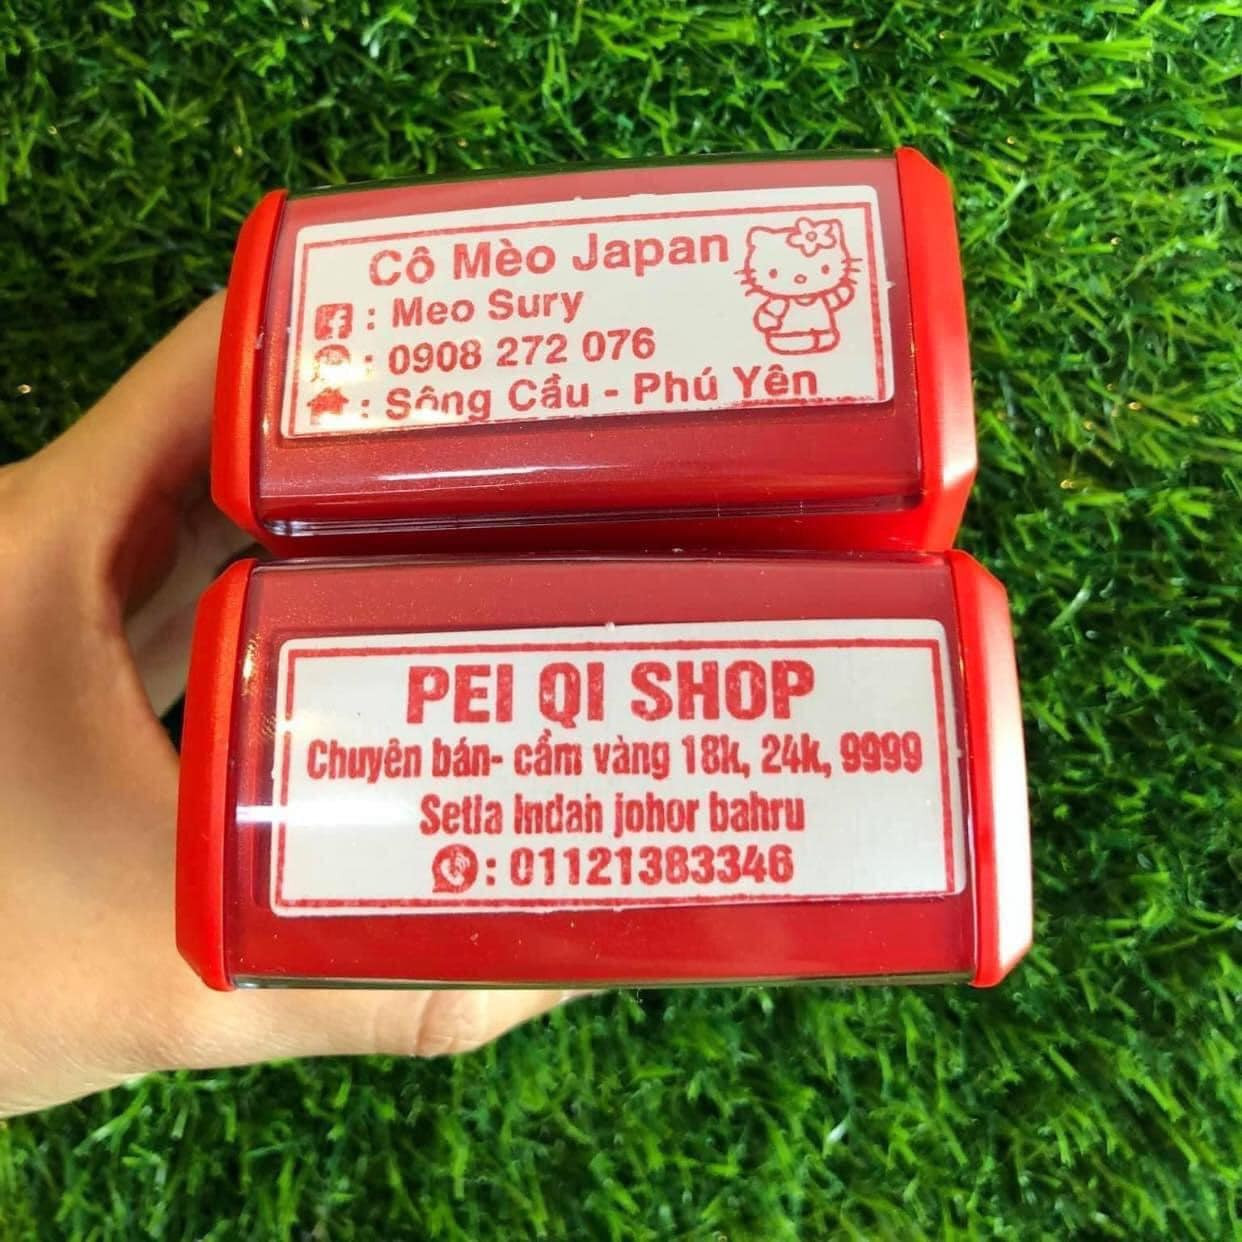 Cô Mèo Japan
: Meo Sury
: 0908 272 076
: Sông Cầu - Phú Yên
PEI QI SHOP
Chuyên bán- cầm vàng 18k, 24k, 9999
Setia Indah johor bahru
: 01121383346